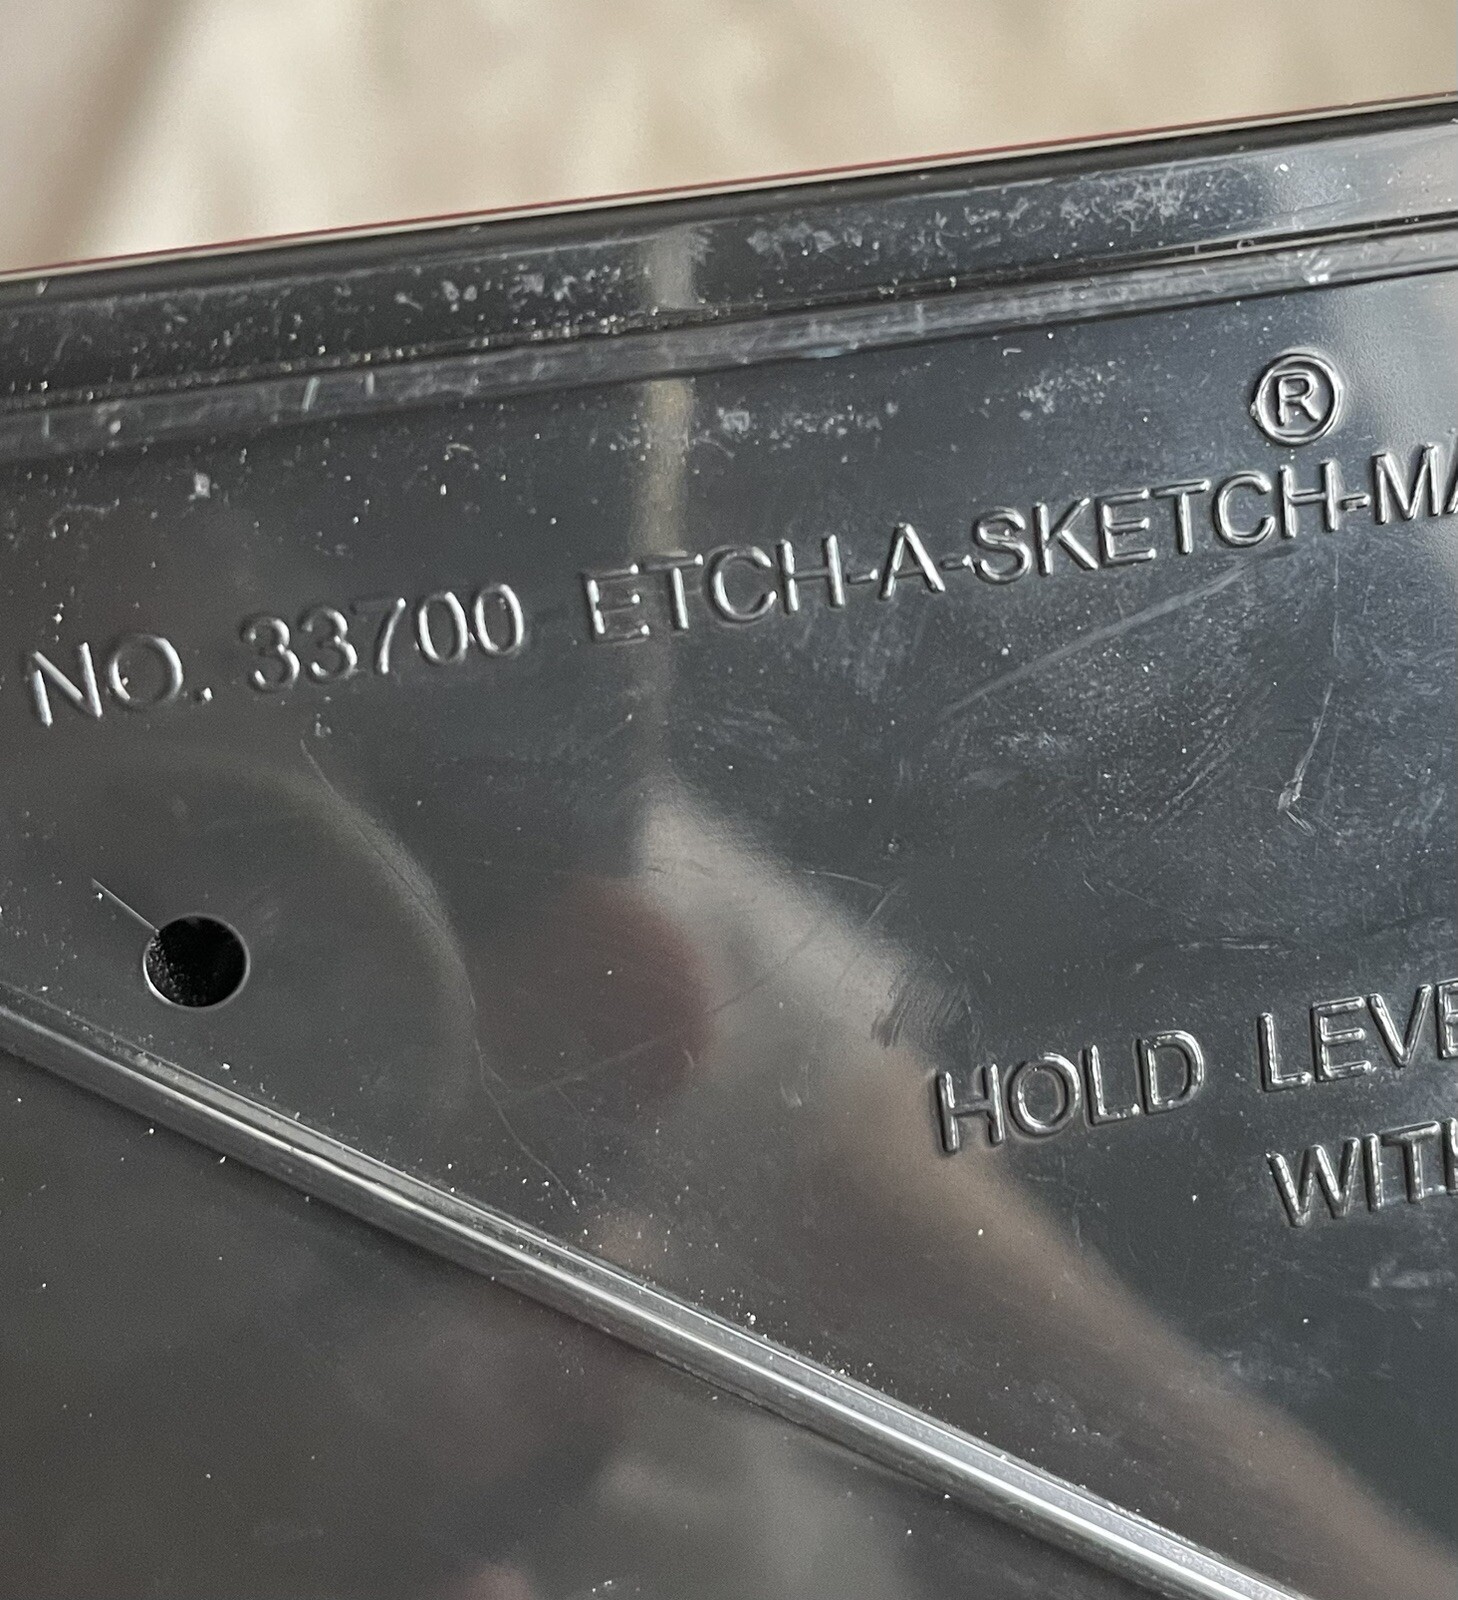 ®
NO. 33700 ETCH-A-SKETCH-MA
HOLD LEVE
WITH